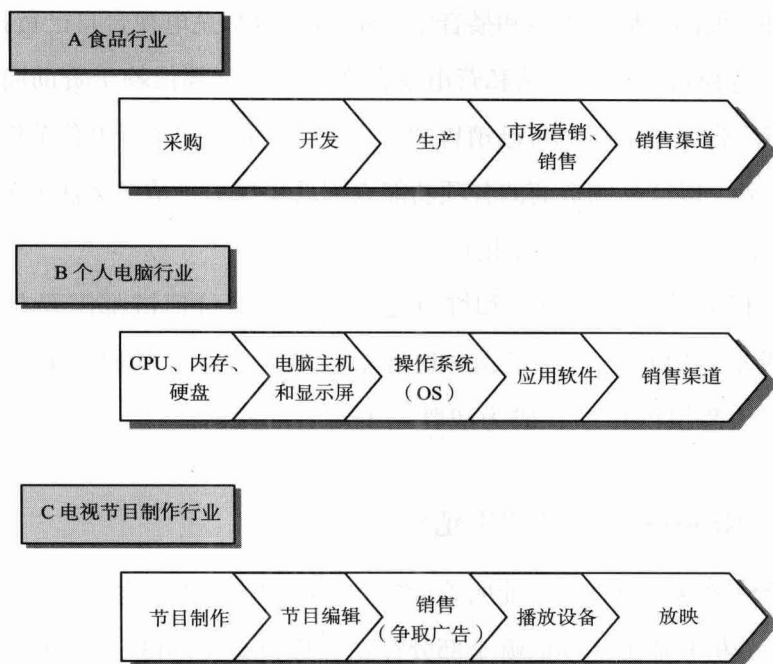 A 食品行业
采购
开发
生产
市场营销、
销售
销售渠道
B 个人电脑行业
CPU、内存、
硬盘
电脑主机
和显示屏
操作系统
（OS）
应用软件
销售渠道
C 电视节目制作行业
节目制作
节目编辑
销售
（争取广告）
播放设备
放映